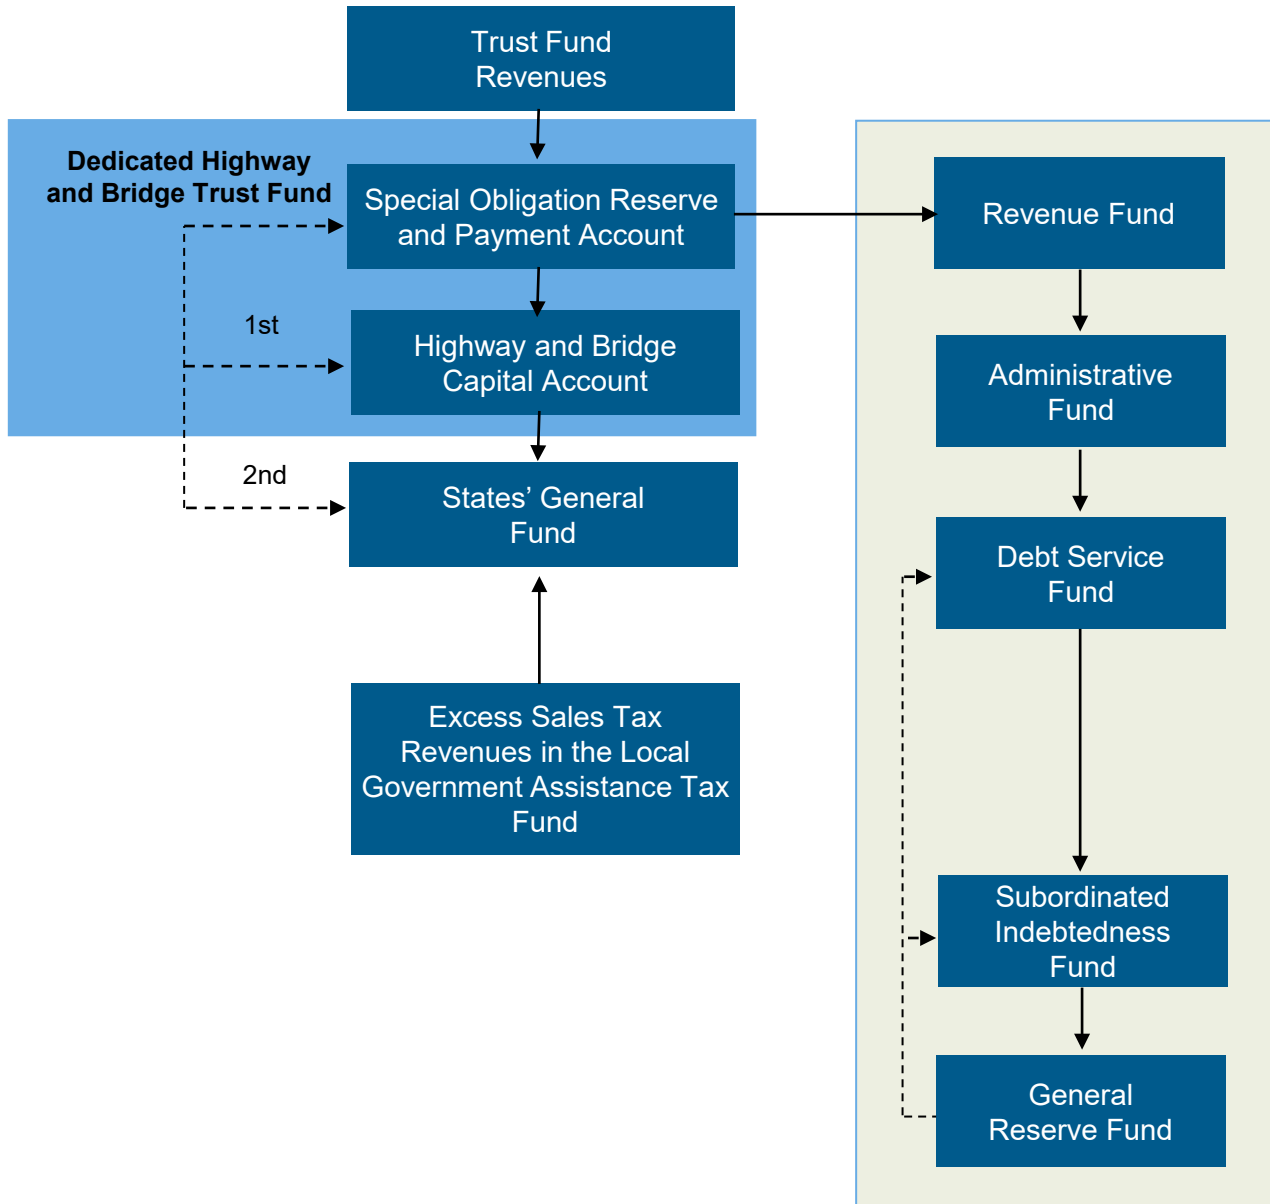 Trust Fund
Revenues
Dedicated Highway
and Bridge Trust Fund
Special Obligation Reserve
and Payment Account
1st
Highway and Bridge
Capital Account
2nd
States’ General
Fund
Excess Sales Tax
Revenues in the Local
Government Assistance Tax
Fund
Revenue Fund
Administrative
Fund
Debt Service
Fund
Subordinated
Indebtedness
Fund
General
Reserve Fund